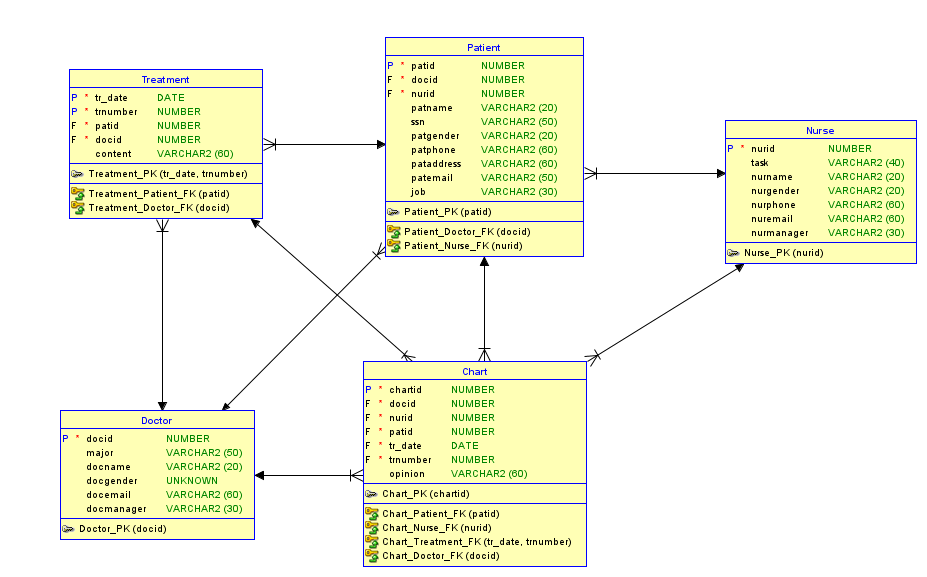 Patient
P * patid NUMBER
F * docid NUMBER
F * nurid NUMBER
patname VARCHAR2 (20)
ssn VARCHAR2 (50)
patgender VARCHAR2 (20)
patphone VARCHAR2 (60)
pataddress VARCHAR2 (60)
patemail VARCHAR2 (50)
job VARCHAR2 (30)
Patient_PK (patid)
Patient_Doctor_FK (docid)
Patient_Nurse_FK (nurid)
Treatment
P * tr_date DATE
P * trnumber NUMBER
F * patid NUMBER
F * docid NUMBER
content VARCHAR2 (60)
Treatment_PK (tr_date, trnumber)
Treatment_Patient_FK (patid)
Treatment_Doctor_FK (docid)
Nurse
P * nurid NUMBER
task VARCHAR2 (40)
nurname VARCHAR2 (20)
nurgender VARCHAR2 (20)
nurphone VARCHAR2 (60)
nuremail VARCHAR2 (60)
nurmanager VARCHAR2 (30)
Nurse_PK (nurid)
Chart
P * chartid NUMBER
F * docid NUMBER
F * nurid NUMBER
F * patid NUMBER
F * tr_date DATE
F * trnumber NUMBER
opinion VARCHAR2 (60)
Chart_PK (chartid)
Chart_Patient_FK (patid)
Chart_Nurse_FK (nurid)
Chart_Treatment_FK (tr_date, trnumber)
Chart_Doctor_FK (docid)
Doctor
P * docid NUMBER
major VARCHAR2 (50)
docname VARCHAR2 (20)
docgender UNKNOWN
docemail VARCHAR2 (60)
docmanager VARCHAR2 (30)
Doctor_PK (docid)